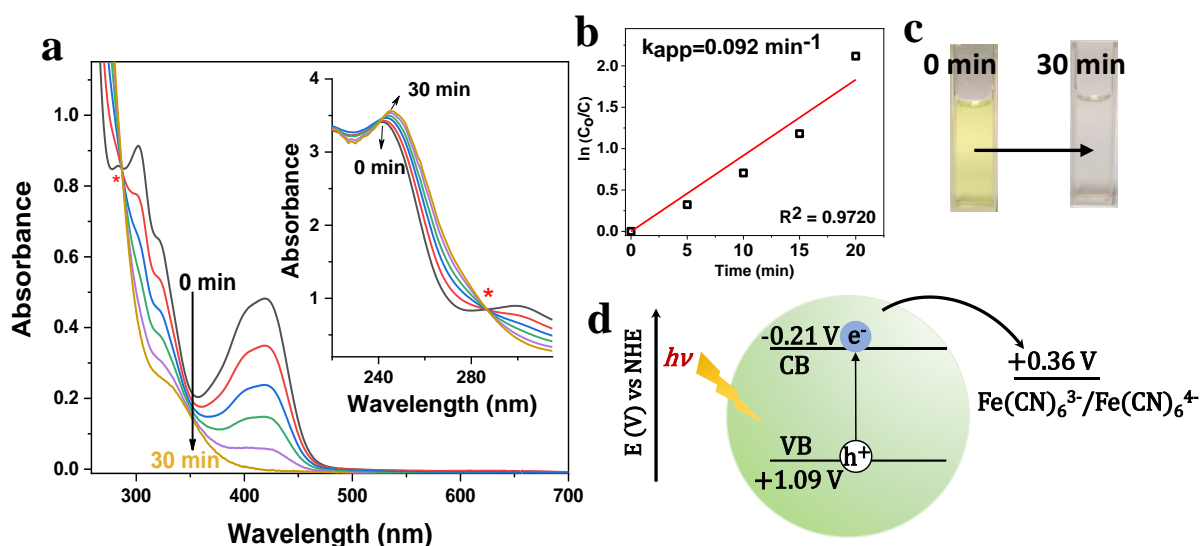 a
Absorbance
1.0
0.8
0.6
0.4
0.2
0.0
*
0 min
30 min
300 400 500 600 700
Wavelength (nm)
Absorbance
4
3
2
1
30 min
0 min
*
240 280
Wavelength (nm)
b
kapp=0.092 min-1
ln (Co/C)
2.0
1.5
1.0
0.5
0.0
R2 = 0.9720
0 5 10 15 20
Time (min)
c
0 min 30 min
d
E (V) vs NHE
hν
-0.21 V e-
CB
+0.36 V
Fe(CN)63-/Fe(CN)64-
VB h+
+1.09 V